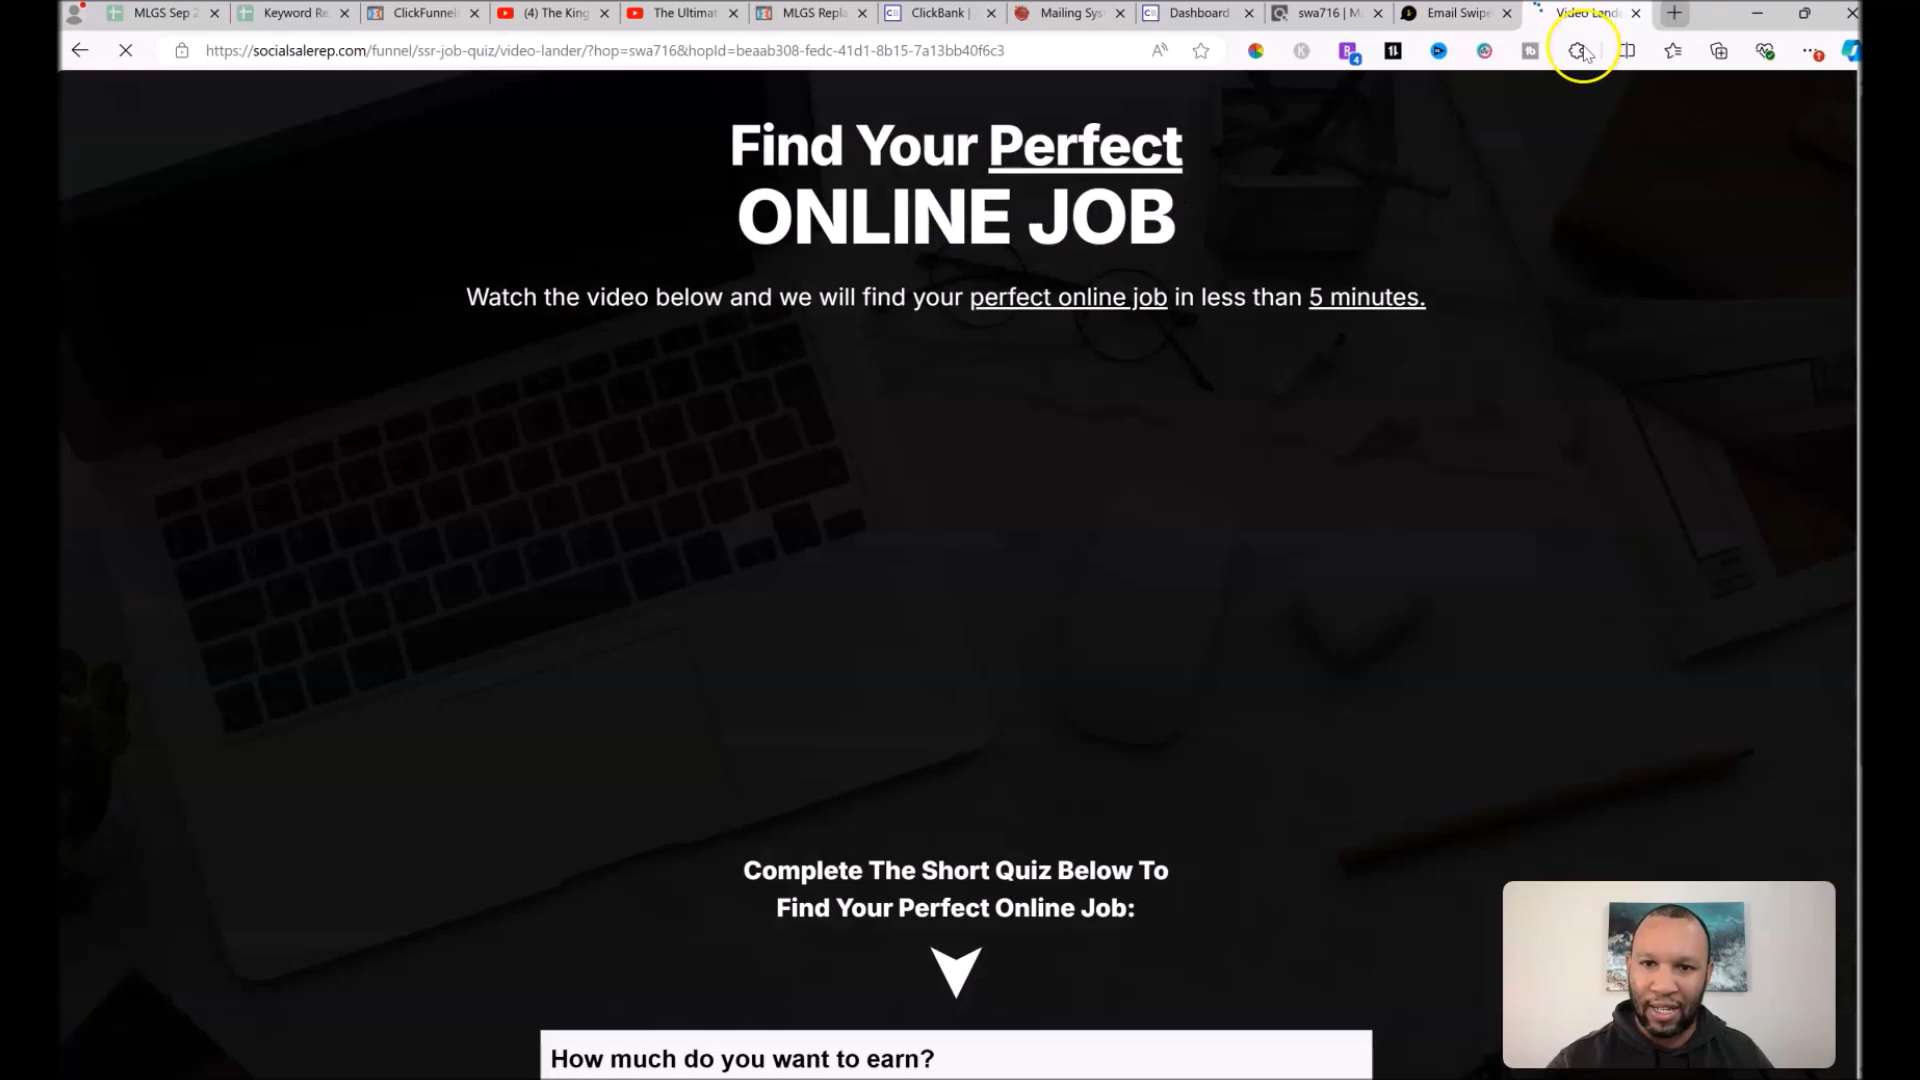 MLGS Sep 2
Keyword Re
ClickFunnel
(4) The King
The Ultimat
MLGS Repla
ClickBank |
Mailing Sys
Dashboard
swa716 | M
Email Swipe
Video Land
https://socialsalerep.com/funnel/ssr-job-quiz/video-lander/?hop=swa716&hopId=beaab308-fedc-41d1-8b15-7a13bb40f6c3
Find Your Perfect
ONLINE JOB
Watch the video below and we will find your perfect online job in less than 5 minutes.
Complete The Short Quiz Below To
Find Your Perfect Online Job:
How much do you want to earn?